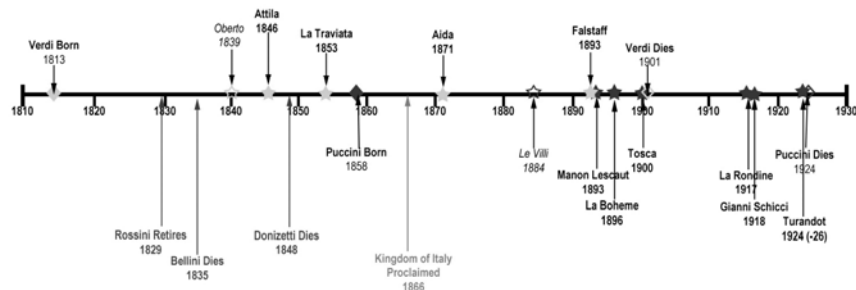 Verdi Born
1813
Oberto
1839
Attila
1846
La Traviata
1853
Aida
1871
Falstaff
1893
Verdi Dies
1901
1810 1820 1830 1840 1850 1860 1870 1880 1890 1900 1910 1920 1930
Puccini Born
1858
Le Villi
1884
Manon Lescaut
1893
La Boheme
1896
Tosca
1900
La Rondine
1917
Gianni Schicci
1918
Puccini Dies
1924
Turandot
1924 (-26)
Rossini Retires
1829
Bellini Dies
1835
Donizetti Dies
1848
Kingdom of Italy
Proclaimed
1866